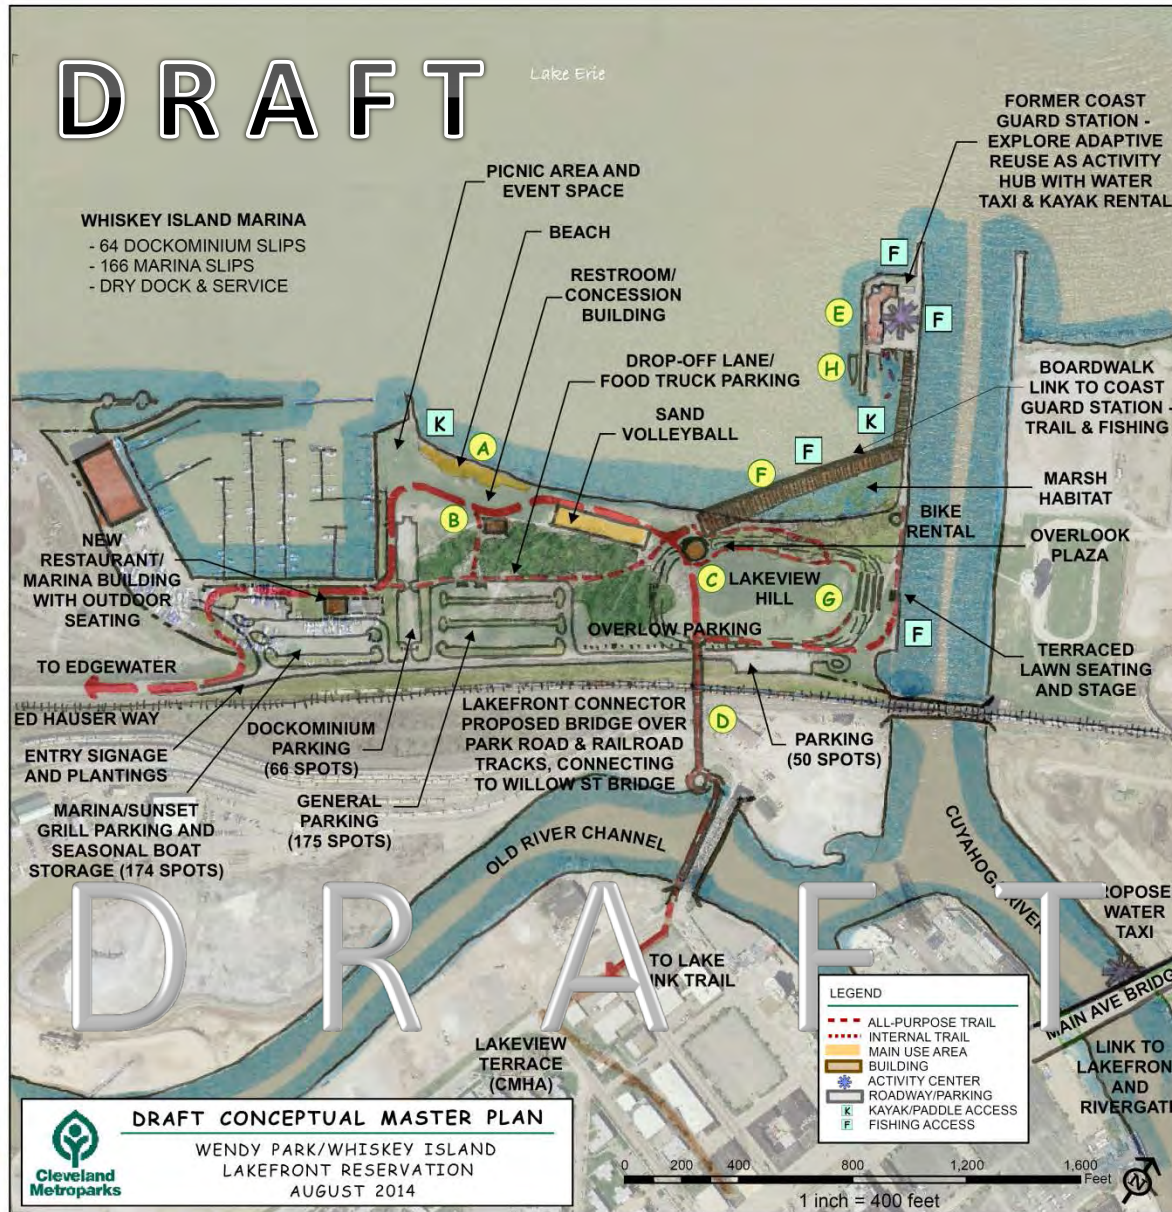 DRAFT
Lake Erie
FORMER COAST
GUARD STATION -
EXPLORE ADAPTIVE
REUSE AS ACTIVITY
HUB WITH WATER
TAXI & KAYAK RENTAL
PICNIC AREA AND
EVENT SPACE
WHISKEY ISLAND MARINA
- 64 DOCKOMINIUM SLIPS
- 166 MARINA SLIPS
- DRY DOCK & SERVICE
BEACH
RESTROOM/
CONCESSION
BUILDING
DROP-OFF LANE/
FOOD TRUCK PARKING
SAND
VOLLEYBALL
F
E
F
H
BOARDWALK
LINK TO COAST
GUARD STATION -
TRAIL & FISHING
K
A
K
F
F
MARSH
HABITAT
B
BIKE
RENTAL
OVERLOOK
PLAZA
NEW
RESTAURANT/
MARINA BUILDING
WITH OUTDOOR
SEATING
C
LAKEVIEW
HILL
G
F
OVERLOW PARKING
TERRACED
LAWN SEATING
AND STAGE
TO EDGEWATER
ED HAUSER WAY
ENTRY SIGNAGE
AND PLANTINGS
DOCKOMINIUM
PARKING
(66 SPOTS)
LAKEFRONT CONNECTOR
PROPOSED BRIDGE OVER
PARK ROAD & RAILROAD
TRACKS, CONNECTING
TO WILLOW ST BRIDGE
D
PARKING
(50 SPOTS)
MARINA/SUNSET
GRILL PARKING AND
SEASONAL BOAT
STORAGE (174 SPOTS)
GENERAL
PARKING
(175 SPOTS)
OLD RIVER CHANNEL
CUYAHOGA RIVER
DRAFT
ROPOSE
WATER
TAXI
TO LAKE
NK TRAIL
MAIN AVE BRIDG
LINK TO
LAKEFRON
AND
RIVERGAT
LAKEVIEW
TERRACE
(CMHA)
LEGEND
ALL-PURPOSE TRAIL
INTERNAL TRAIL
MAIN USE AREA
BUILDING
ACTIVITY CENTER
ROADWAY/PARKING
K KAYAK/PADDLE ACCESS
F FISHING ACCESS
Cleveland
Metroparks
DRAFT CONCEPTUAL MASTER PLAN
WENDY PARK/WHISKEY ISLAND
LAKEFRONT RESERVATION
AUGUST 2014
0 200 400 800 1,200 1,600
Feet
1 inch = 400 feet
N